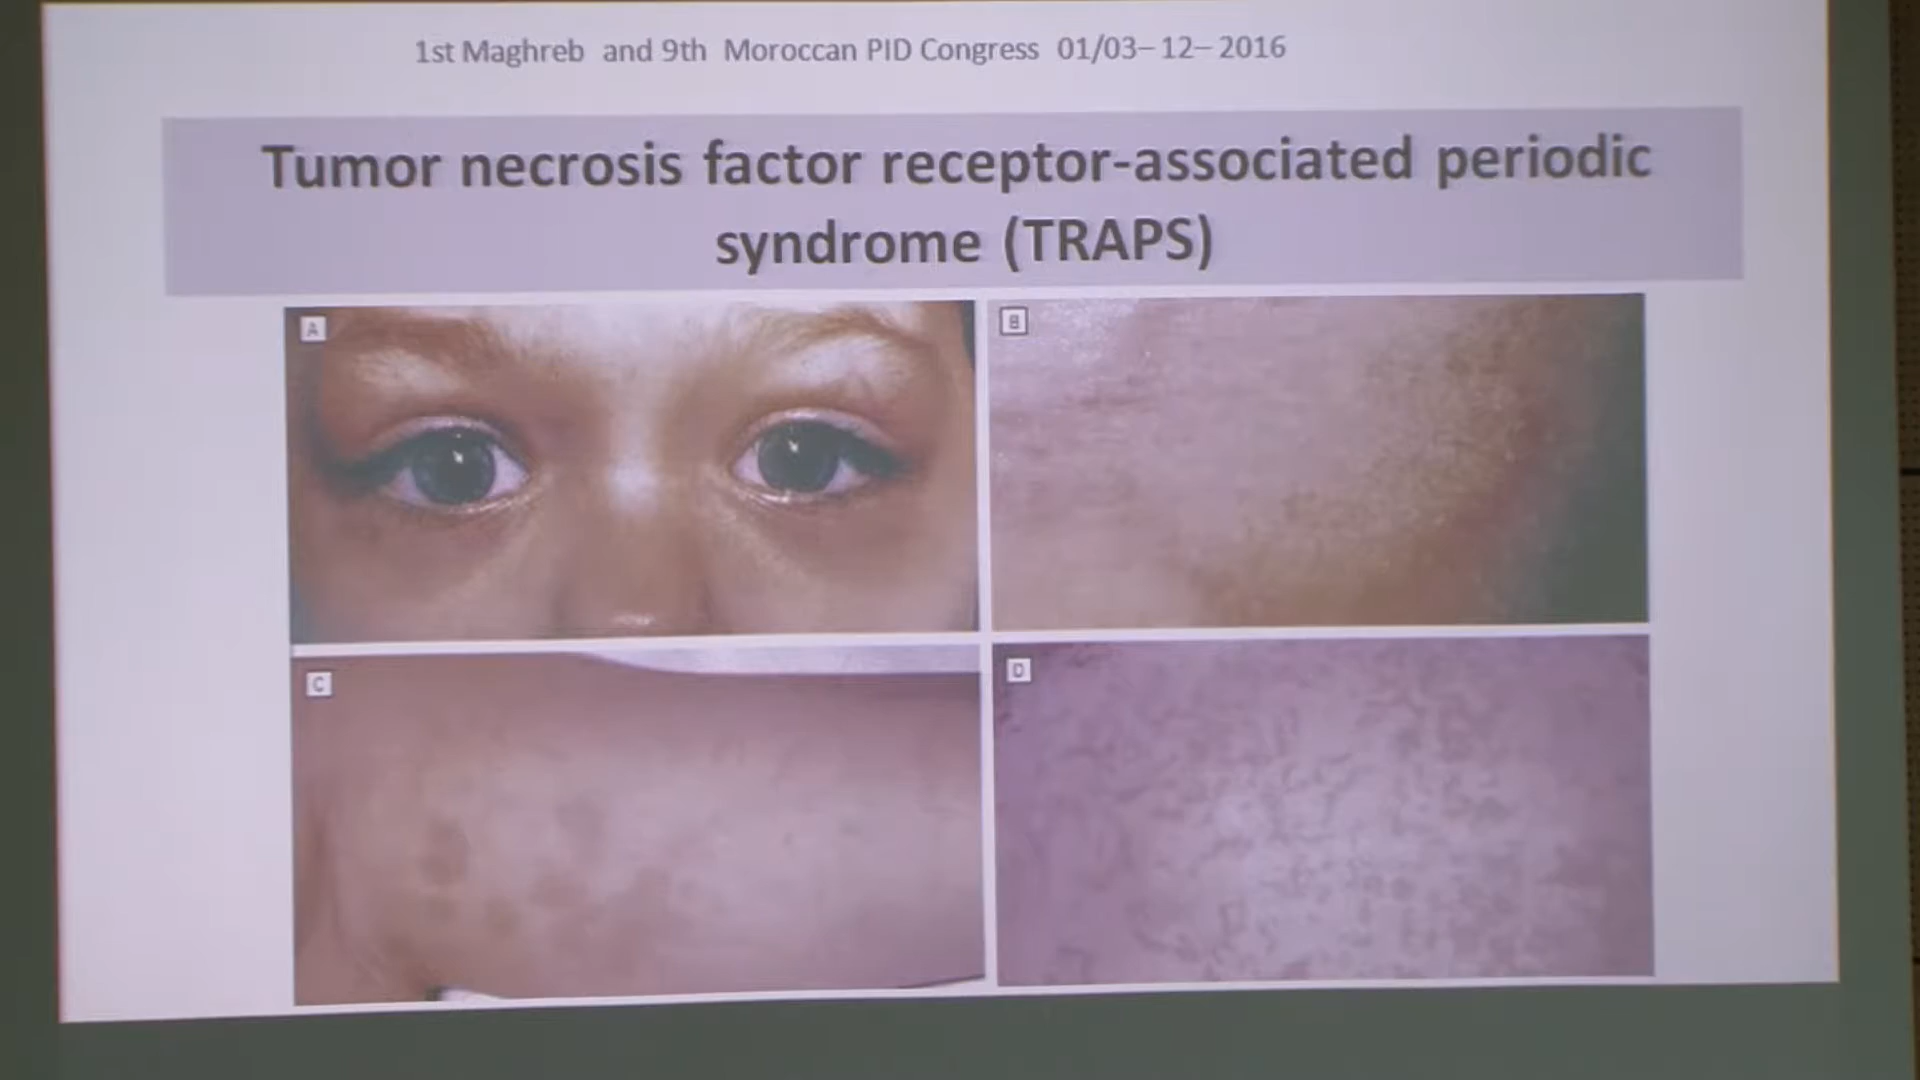 1st Maghreb and 9th Moroccan PID Congress 01/03–12–2016
Tumor necrosis factor receptor-associated periodic
syndrome (TRAPS)
A
B
C
D